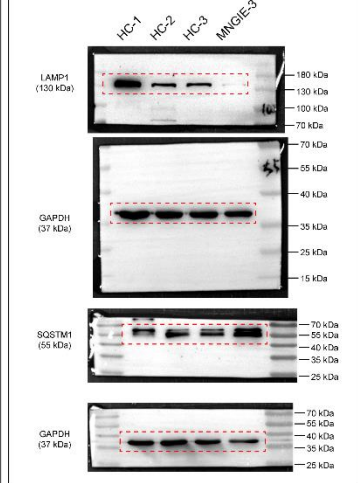 HC-1 HC-2 HC-3 MNGIE-3
LAMP1
(130 kDa)
180 kDa
130 kDa
100 kDa
70 kDa
70 kDa
55 kDa
40 kDa
GAPDH
(37 kDa)
35 kDa
25 kDa
15 kDa
SQSTM1
(55 kDa)
70 kDa
55 kDa
40 kDa
35 kDa
25 kDa
GAPDH
(37 kDa)
70 kDa
55 kDa
40 kDa
35 kDa
25 kDa